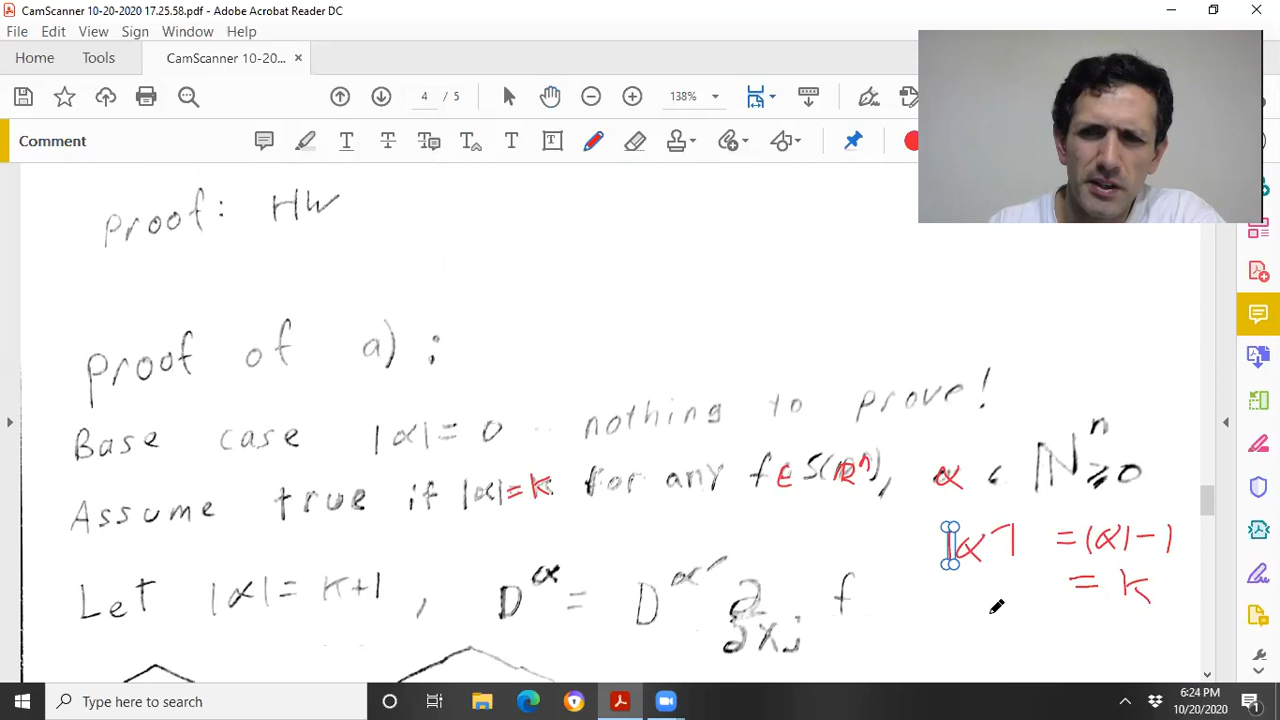 CamScanner 10-20-2020 17.25.58.pdf - Adobe Acrobat Reader DC
File Edit View Sign Window Help
Home Tools CamScanner 10-20... ×
4 / 5 138%
Comment
proof: HW
proof of a) :
Base case |α| = 0 nothing to prove!
Assume true if |α| = k for any f ∈ S(ℝⁿ), α ∈ ℕⁿ≥0
|α'| = |α| - 1
= k
Let |α| = k+1, D^α = D^α' ∂/∂xj f
Type here to search
6:24 PM
10/20/2020